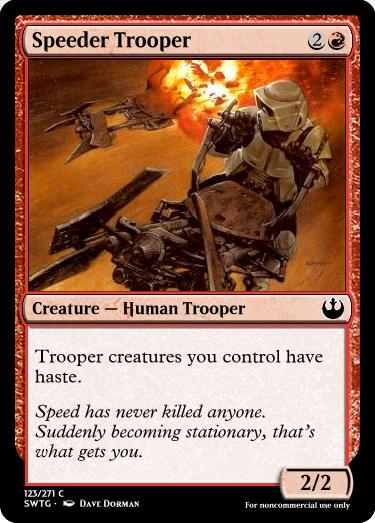 Speeder Trooper 2
Creature — Human Trooper
Trooper creatures you control have
haste.
Speed has never killed anyone.
Suddenly becoming stationary, that's
what gets you.
2/2
123/271 C
SWTG • Dave Dorman
For noncommercial use only